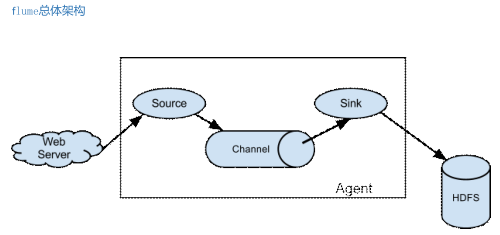 flume总体架构
Source
Sink
Web
Server
Channel
Agent
HDFS